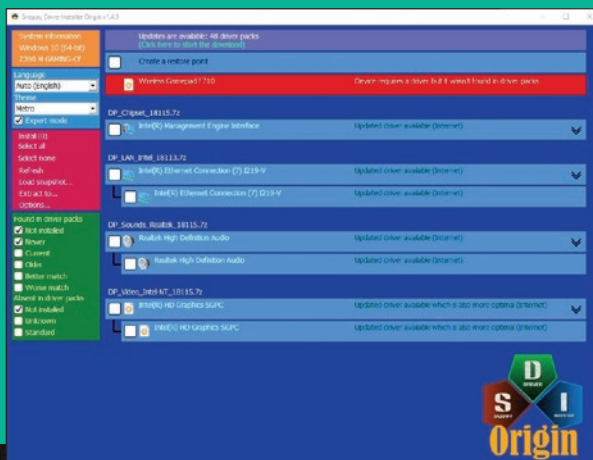 Snappy Driver Installer Origin
System information
Windows 10 (64-bit)
Z390 M GAMING-CF
Language
Auto (English)
Theme
Metro
Expert mode
Install (0)
Select all
Select none
Refresh
Load snapshot...
Extract to...
Options...
Found in driver packs
Not installed
Newer
Current
Older
Better match
Worse match
Absent in driver packs
Not installed
Unknown
Standard
Updates are available: 48 driver packs
(Click here to start the download)
Create a restore point
Wireless Gamepad F710 Device requires a driver but it wasn't found in driver packs
DP_Chipset_18115.7z
Intel(R) Management Engine Interface Updated driver available (Internet)
DP_LAN_Intel_18113.7z
Intel(R) Ethernet Connection (7) I219-V Updated driver available (Internet)
Intel(R) Ethernet Connection (7) I219-V
DP_Sounds_Realtek_18115.7z
Realtek High Definition Audio Updated driver available (Internet)
Realtek High Definition Audio Updated driver available (Internet)
DP_Video_Intel-NT_18115.7z
Intel(R) HD Graphics SGPC Updated driver available which is also more optimal (Internet)
Intel(R) HD Graphics SGPC Updated driver available which is also more optimal (Internet)
D
DRIVER
S I
SNAPPY
Origin